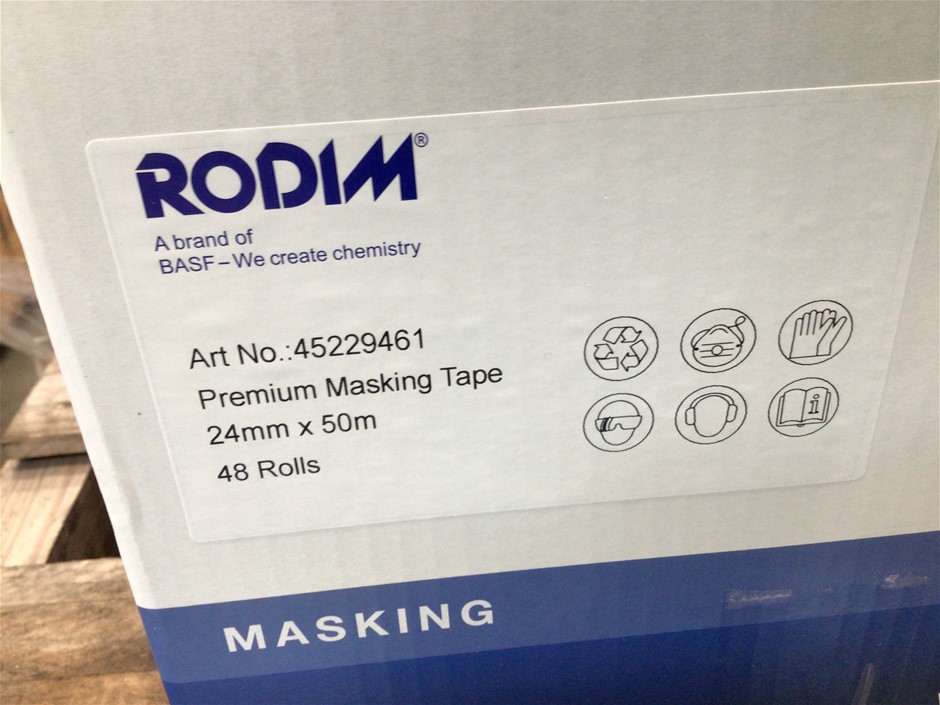 RODIM®
A brand of
BASF – We create chemistry
Art No.:45229461
Premium Masking Tape
24mm x 50m
48 Rolls
i
MASKING